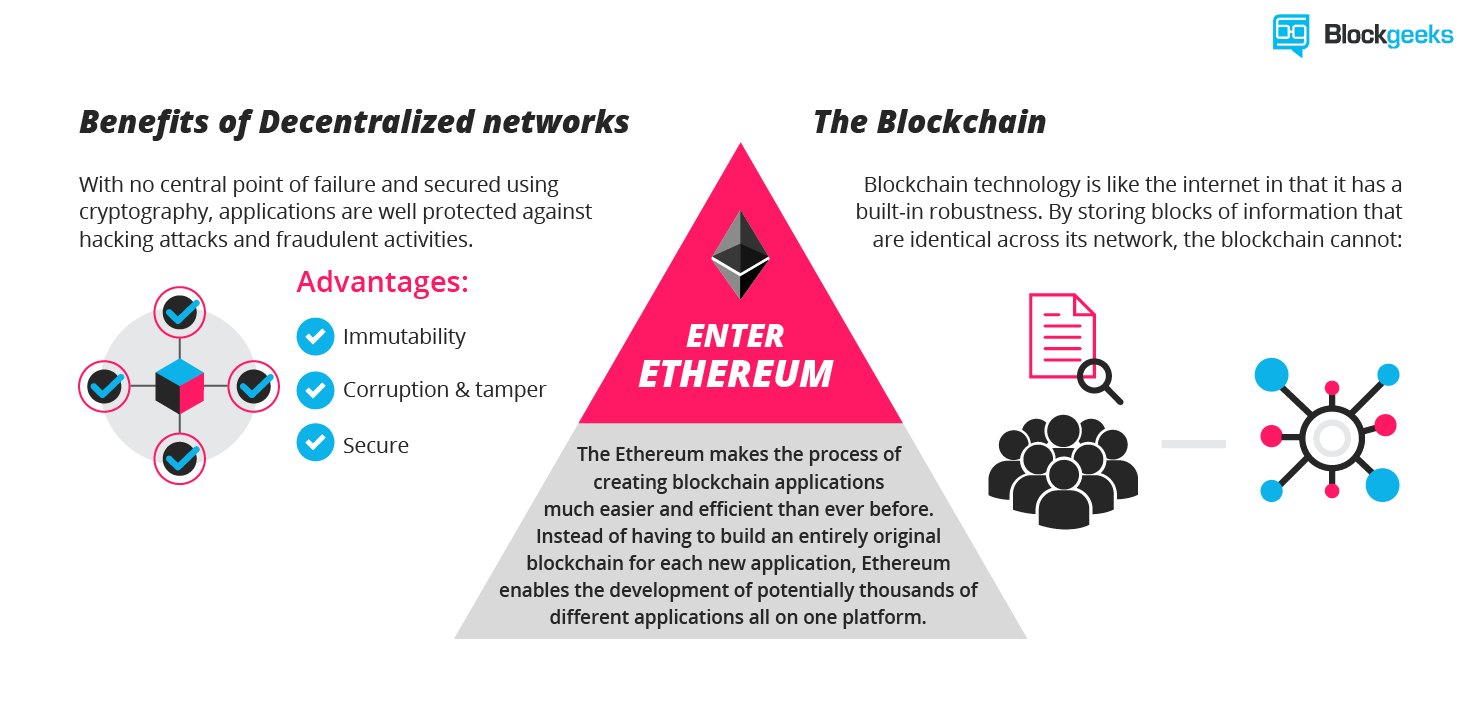 Blockgeeks
Benefits of Decentralized networks
With no central point of failure and secured using
cryptography, applications are well protected against
hacking attacks and fraudulent activities.
Advantages:
Immutability
Corruption & tamper
Secure
ENTER
ETHEREUM
The Ethereum makes the process of
creating blockchain applications
much easier and efficient than ever before.
Instead of having to build an entirely original
blockchain for each new application, Ethereum
enables the development of potentially thousands of
different applications all on one platform.
The Blockchain
Blockchain technology is like the internet in that it has a
built-in robustness. By storing blocks of information that
are identical across its network, the blockchain cannot: